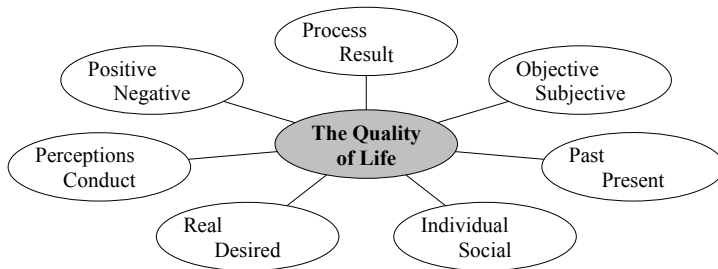 Process
Result
Positive
Negative
Objective
Subjective
The Quality
of Life
Perceptions
Conduct
Past
Present
Real
Desired
Individual
Social